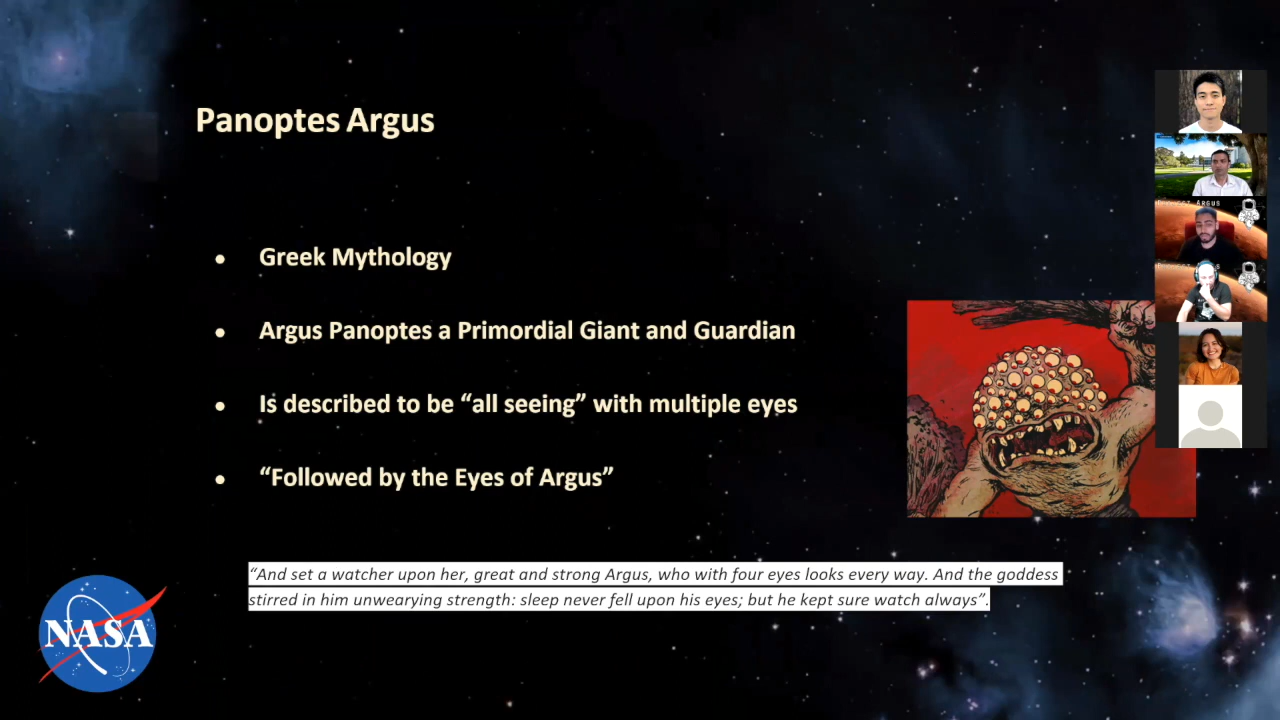 Panoptes Argus
Greek Mythology
Argus Panoptes a Primordial Giant and Guardian
Is described to be “all seeing” with multiple eyes
“Followed by the Eyes of Argus”
“And set a watcher upon her, great and strong Argus, who with four eyes looks every way. And the goddess
stirred in him unwearying strength: sleep never fell upon his eyes; but he kept sure watch always”.
NASA